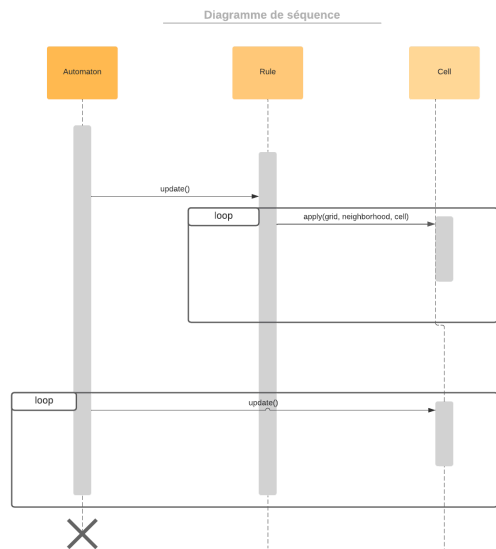 Diagramme de séquence
Automaton
Rule
Cell
update()
loop
apply(grid, neighborhood, cell)
loop
update()